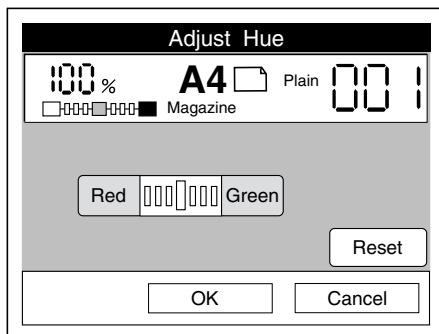 Adjust Hue
100 % A4 Plain 001
Magazine
Red Green
Reset
OK Cancel